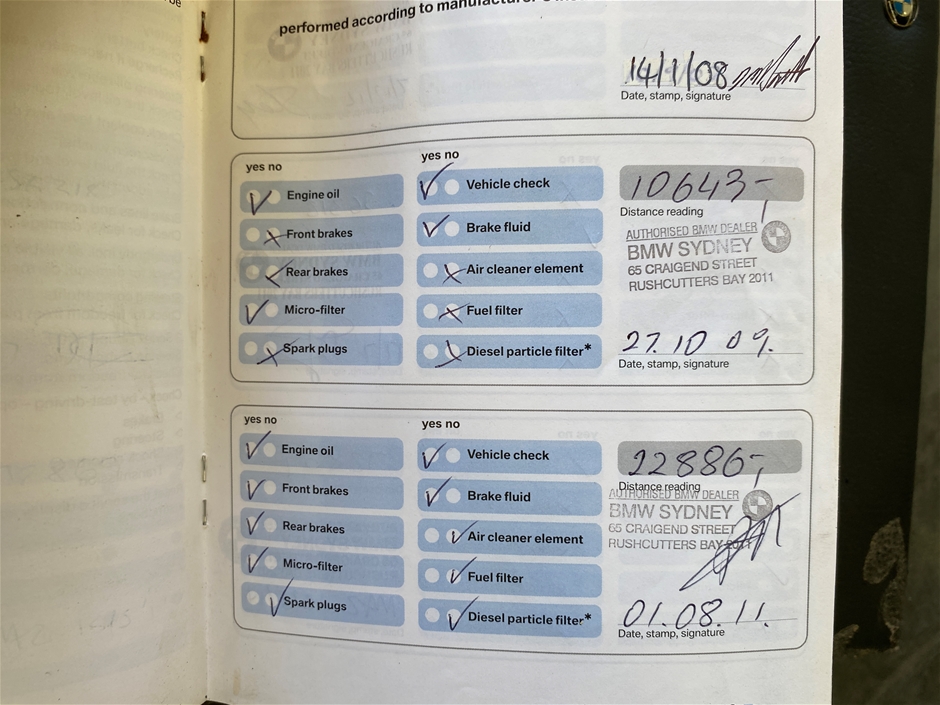 performed according to manufacturer's
14/1/08
Date, stamp, signature
yes no
Engine oil
Front brakes
Rear brakes
Micro-filter
Spark plugs
yes no
Vehicle check
Brake fluid
Air cleaner element
Fuel filter
Diesel particle filter*
10643-
Distance reading
AUTHORISED BMW DEALER
BMW SYDNEY
65 CRAIGEND STREET
RUSHCUTTERS BAY 2011
27.10 09.
Date, stamp, signature
yes no
Engine oil
Front brakes
Rear brakes
Micro-filter
Spark plugs
yes no
Vehicle check
Brake fluid
Air cleaner element
Fuel filter
Diesel particle filter*
22886-
Distance reading
AUTHORISED BMW DEALER
BMW SYDNEY
65 CRAIGEND STREET
RUSHCUTTERS BAY 2011
01.08.11.
Date, stamp, signature